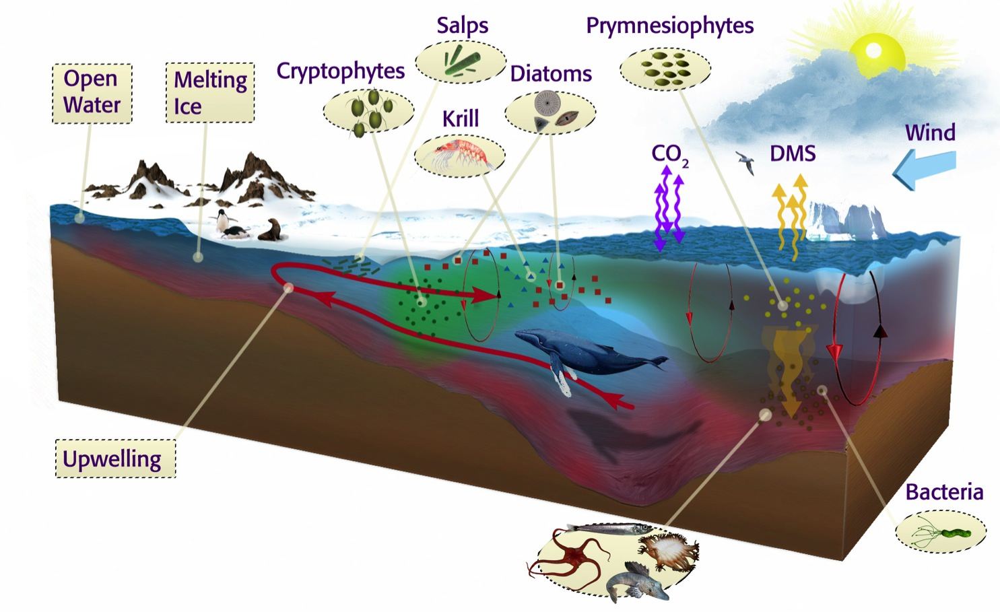 Salps
Prymnesiophytes
Open
Water
Melting
Ice
Cryptophytes
Diatoms
Krill
Wind
CO₂
DMS
Upwelling
Bacteria